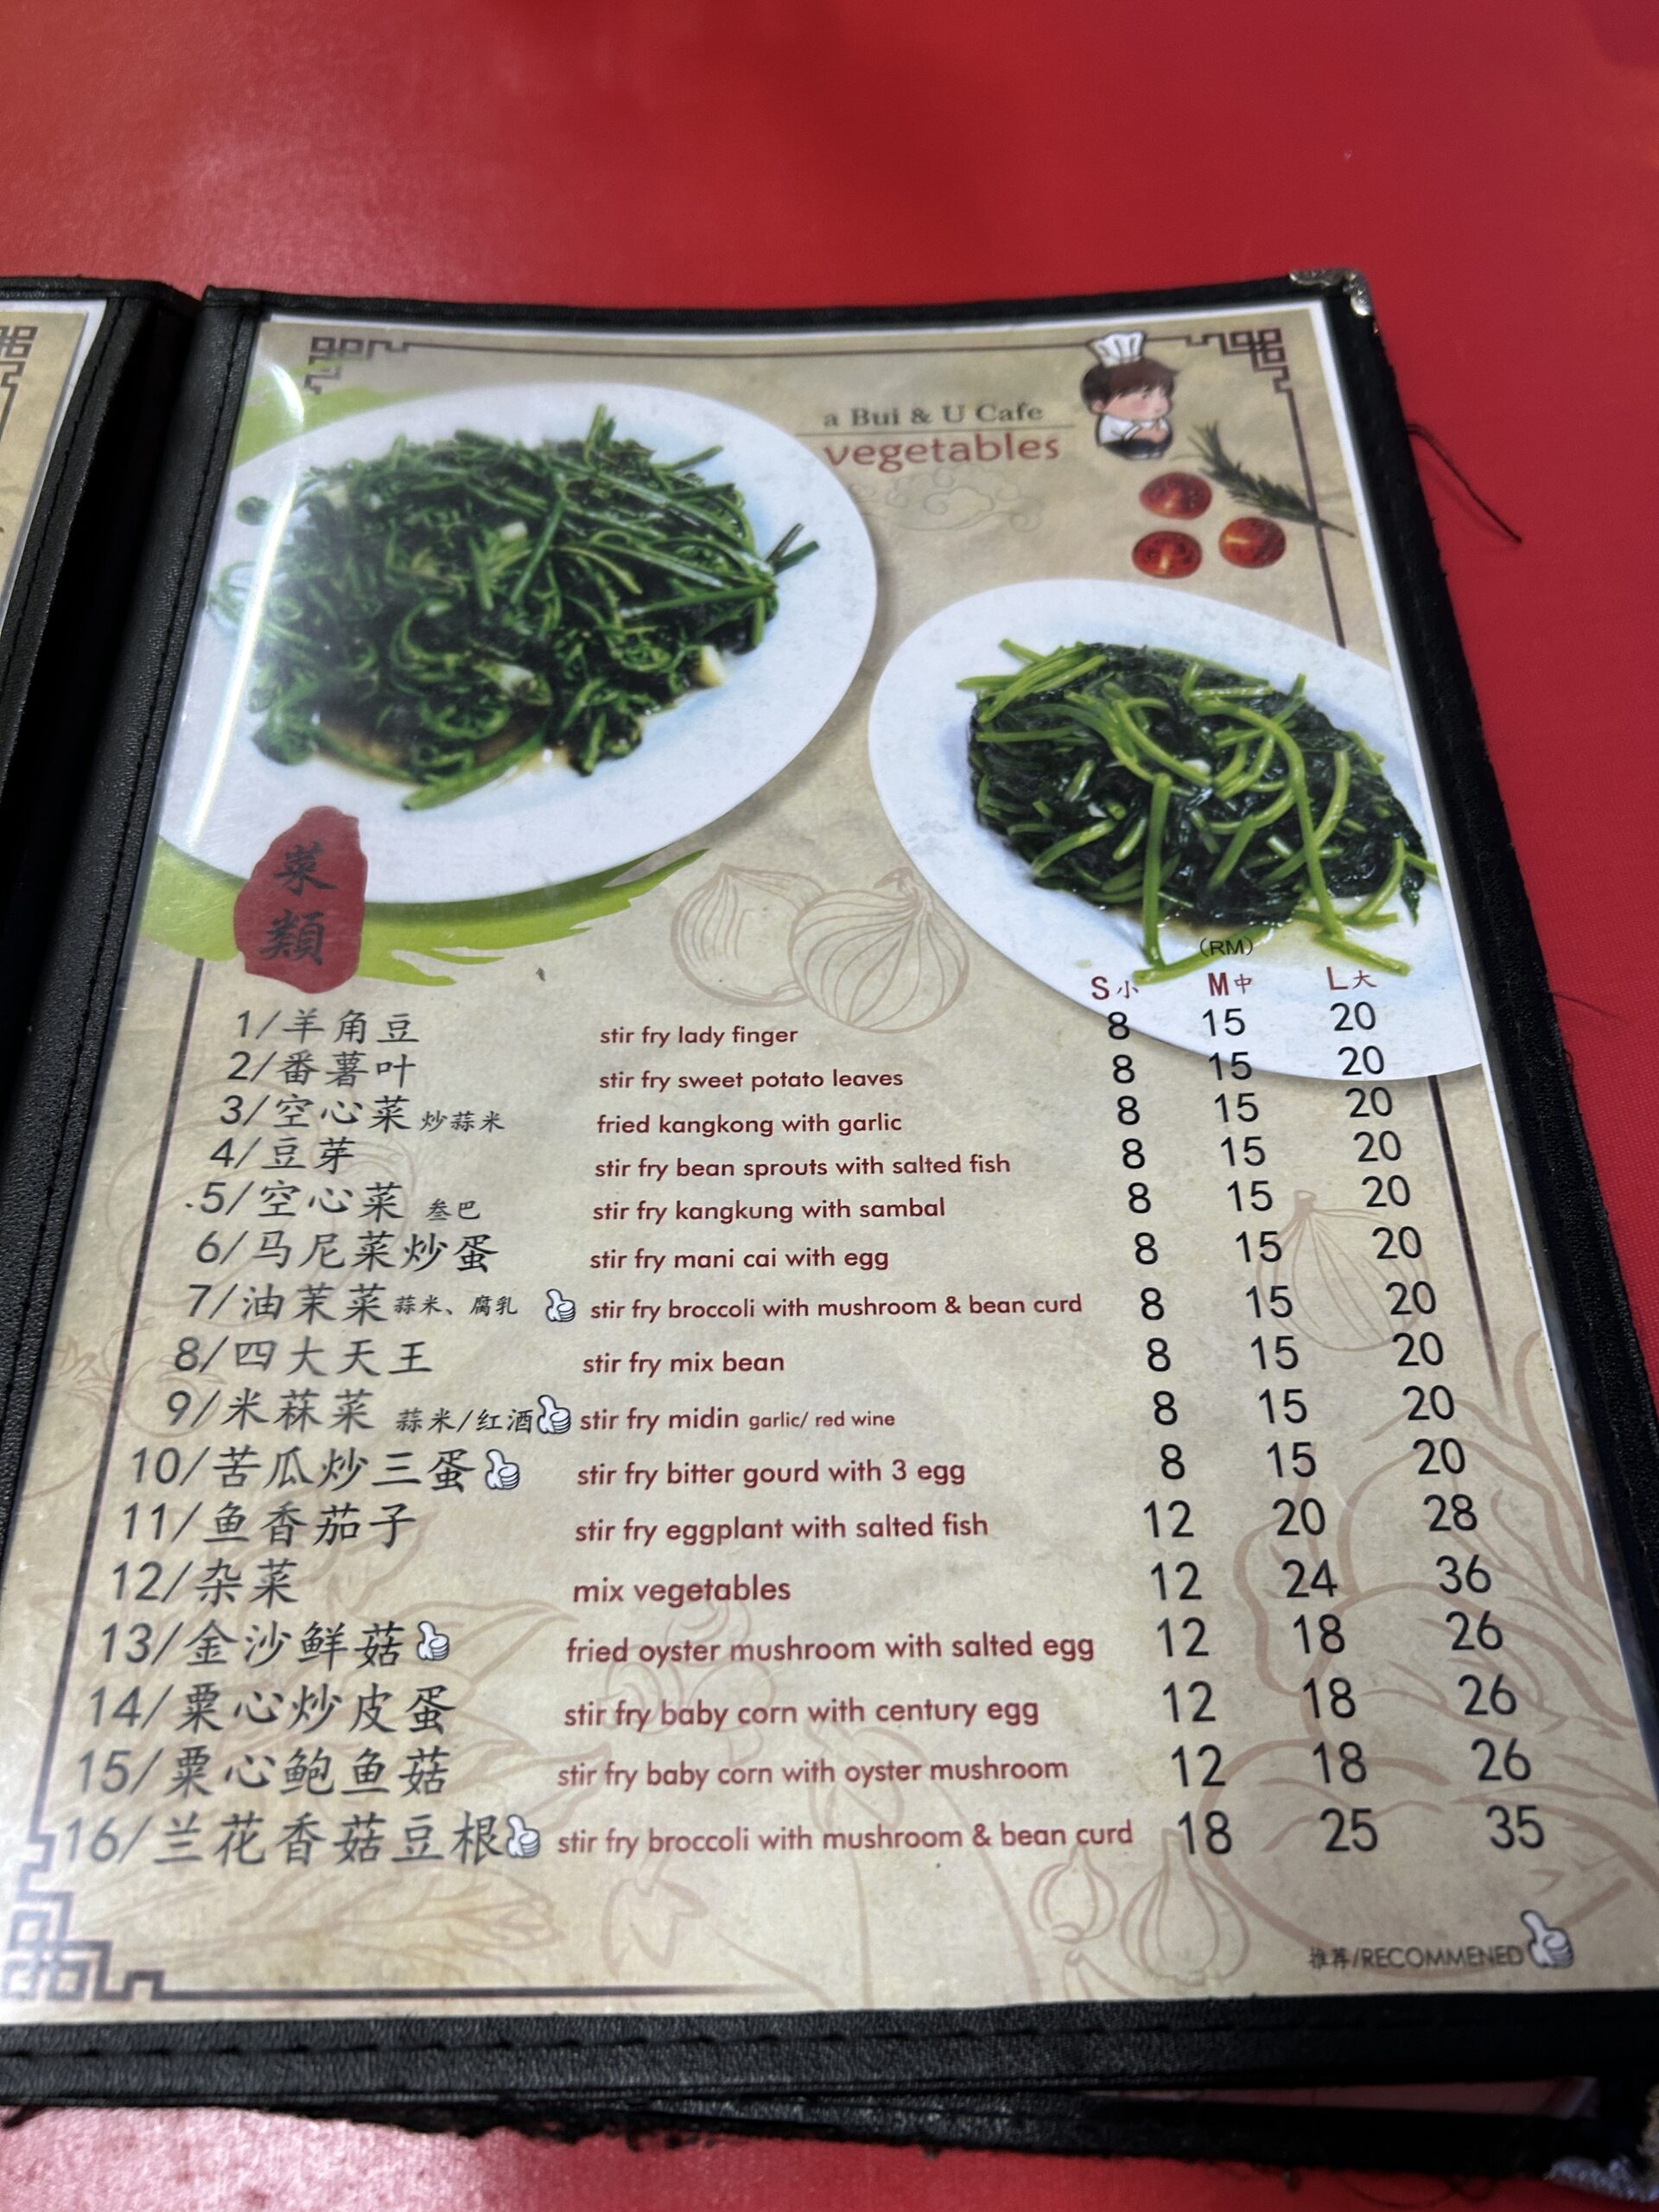 a Bui & U Cafe
vegetables
菜
類
(RM)
S小 M中 L大
1/羊角豆 stir fry lady finger 8 15 20
2/番薯叶 stir fry sweet potato leaves 8 15 20
3/空心菜 炒蒜米 fried kangkong with garlic 8 15 20
4/豆芽 stir fry bean sprouts with salted fish 8 15 20
.5/空心菜 叁巴 stir fry kangkung with sambal 8 15 20
6/马尼菜炒蛋 stir fry mani cai with egg 8 15 20
7/油茉菜 蒜米、腐乳 stir fry broccoli with mushroom & bean curd 8 15 20
8/四大天王 stir fry mix bean 8 15 20
9/米菻菜 蒜米/红酒 stir fry midin garlic/ red wine 8 15 20
10/苦瓜炒三蛋 stir fry bitter gourd with 3 egg 8 15 20
11/鱼香茄子 stir fry eggplant with salted fish 12 20 28
12/杂菜 mix vegetables 12 24 36
13/金沙鲜菇 fried oyster mushroom with salted egg 12 18 26
14/粟心炒皮蛋 stir fry baby corn with century egg 12 18 26
15/粟心鲍鱼菇 stir fry baby corn with oyster mushroom 12 18 26
16/兰花香菇豆根 stir fry broccoli with mushroom & bean curd 18 25 35
推荐/RECOMMENED